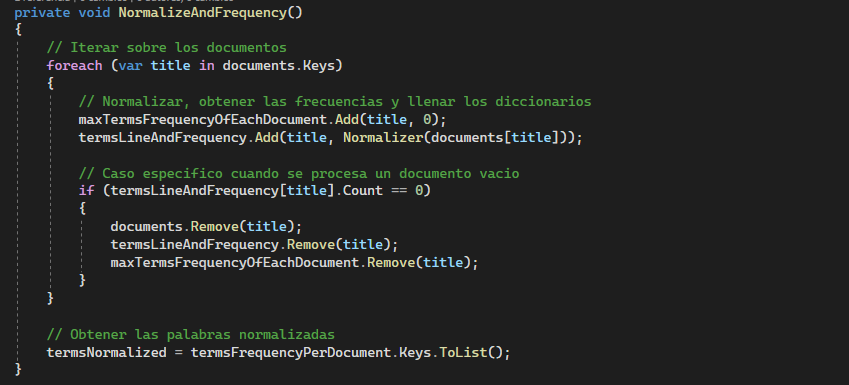 private void NormalizeAndFrequency()
{
// Iterar sobre los documentos
foreach (var title in documents.Keys)
{
// Normalizar, obtener las frecuencias y llenar los diccionarios
maxTermsFrequencyOfEachDocument.Add(title, 0);
termsLineAndFrequency.Add(title, Normalizer(documents[title]));
// Caso especifico cuando se procesa un documento vacio
if (termsLineAndFrequency[title].Count == 0)
{
documents.Remove(title);
termsLineAndFrequency.Remove(title);
maxTermsFrequencyOfEachDocument.Remove(title);
}
}
// Obtener las palabras normalizadas
termsNormalized = termsFrequencyPerDocument.Keys.ToList();
}